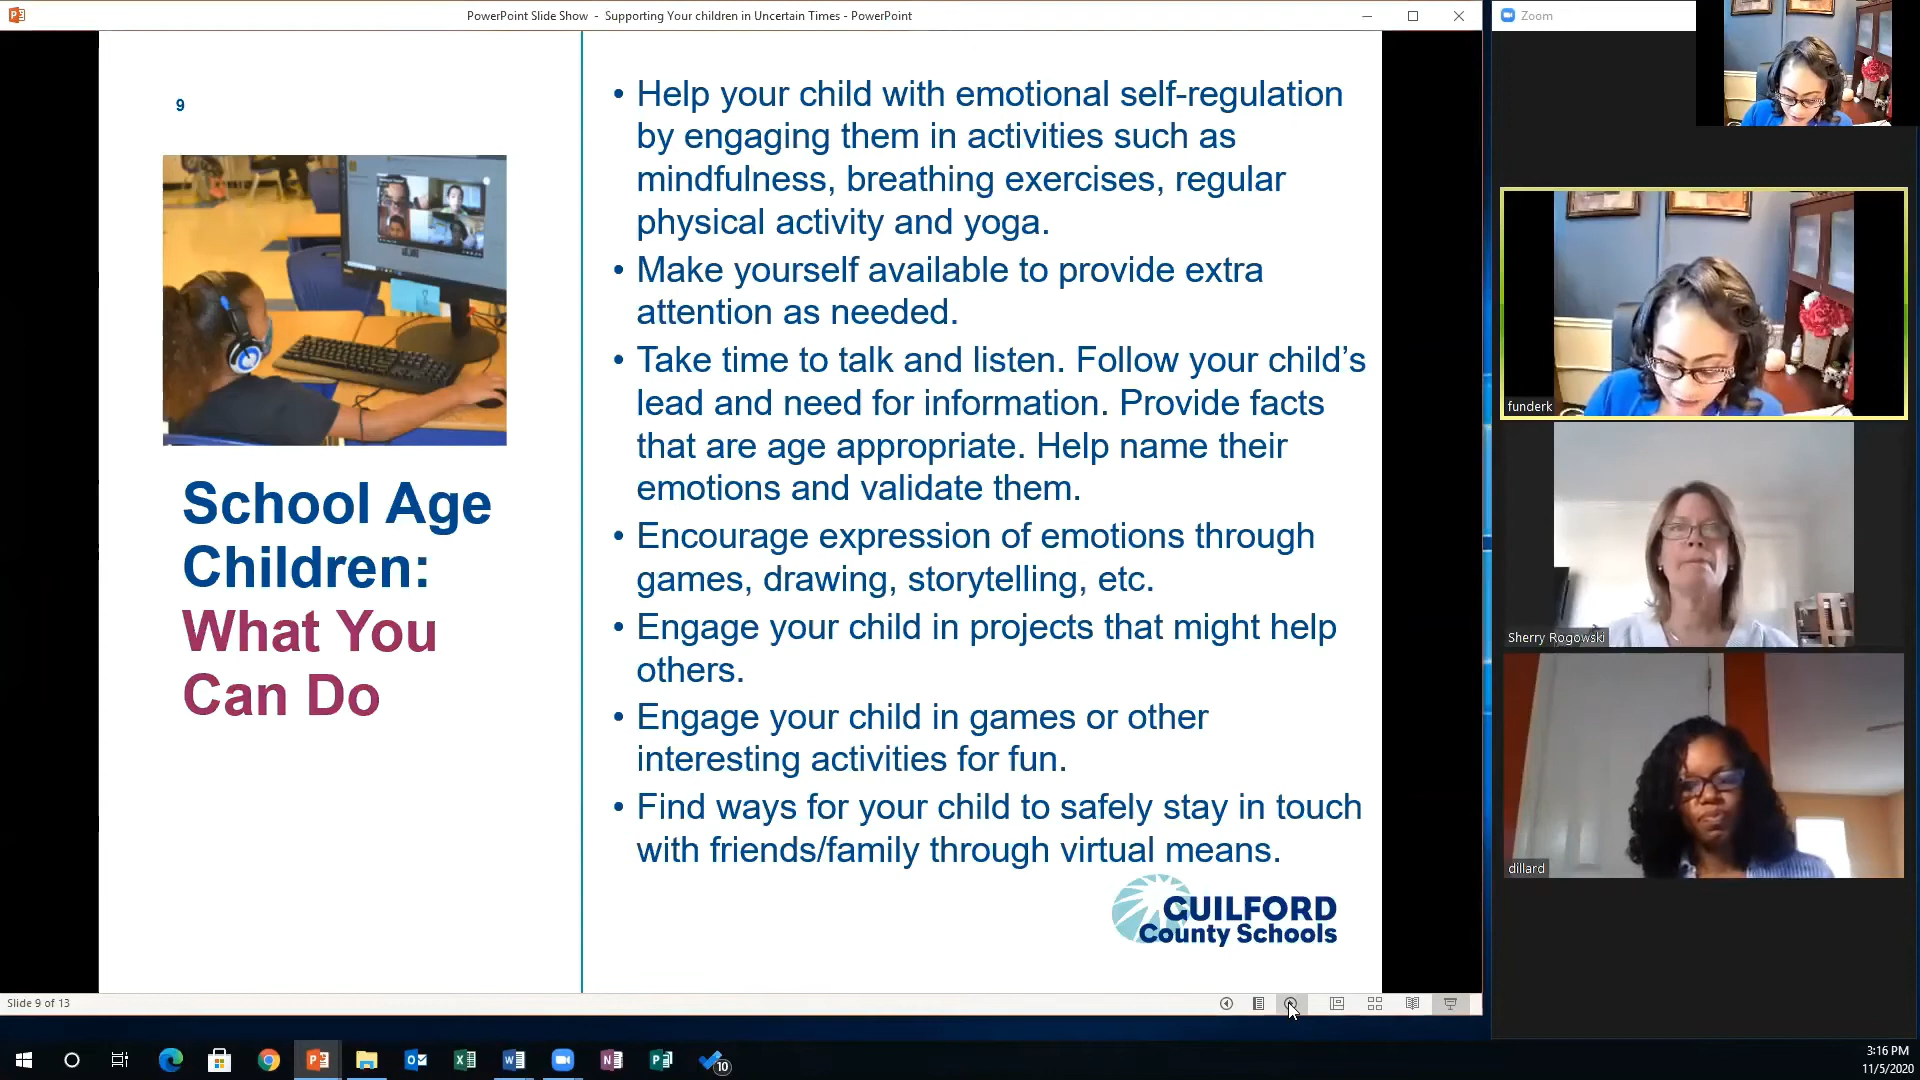 PowerPoint Slide Show - Supporting Your children in Uncertain Times - PowerPoint
9
School Age
Children:
What You
Can Do
• Help your child with emotional self-regulation
by engaging them in activities such as
mindfulness, breathing exercises, regular
physical activity and yoga.
• Make yourself available to provide extra
attention as needed.
• Take time to talk and listen. Follow your child’s
lead and need for information. Provide facts
that are age appropriate. Help name their
emotions and validate them.
• Encourage expression of emotions through
games, drawing, storytelling, etc.
• Engage your child in projects that might help
others.
• Engage your child in games or other
interesting activities for fun.
• Find ways for your child to safely stay in touch
with friends/family through virtual means.
GUILFORD
County Schools
Slide 9 of 13
Zoom
funderk
Sherry Rogowski
dillard
10
3:16 PM
11/5/2020